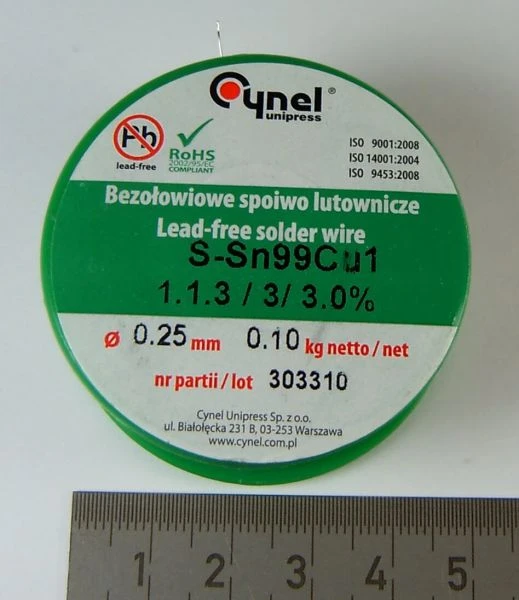 Cynel®
unipress
Pb
lead-free
RoHS
2002/95/EC
COMPLIANT
ISO 9001:2008
ISO 14001:2004
ISO 9453:2008
Bezołowiowe spoiwo lutownicze
Lead-free solder wire
S-Sn99Cu1
1.1.3 / 3/ 3.0%
ø 0.25 mm 0.10 kg netto/net
nr partii/lot 303310
Cynel Unipress Sp. z o.o.
ul. Białołęcka 231 B, 03-253 Warszawa
www.cynel.com.pl
1 2 3 4 5